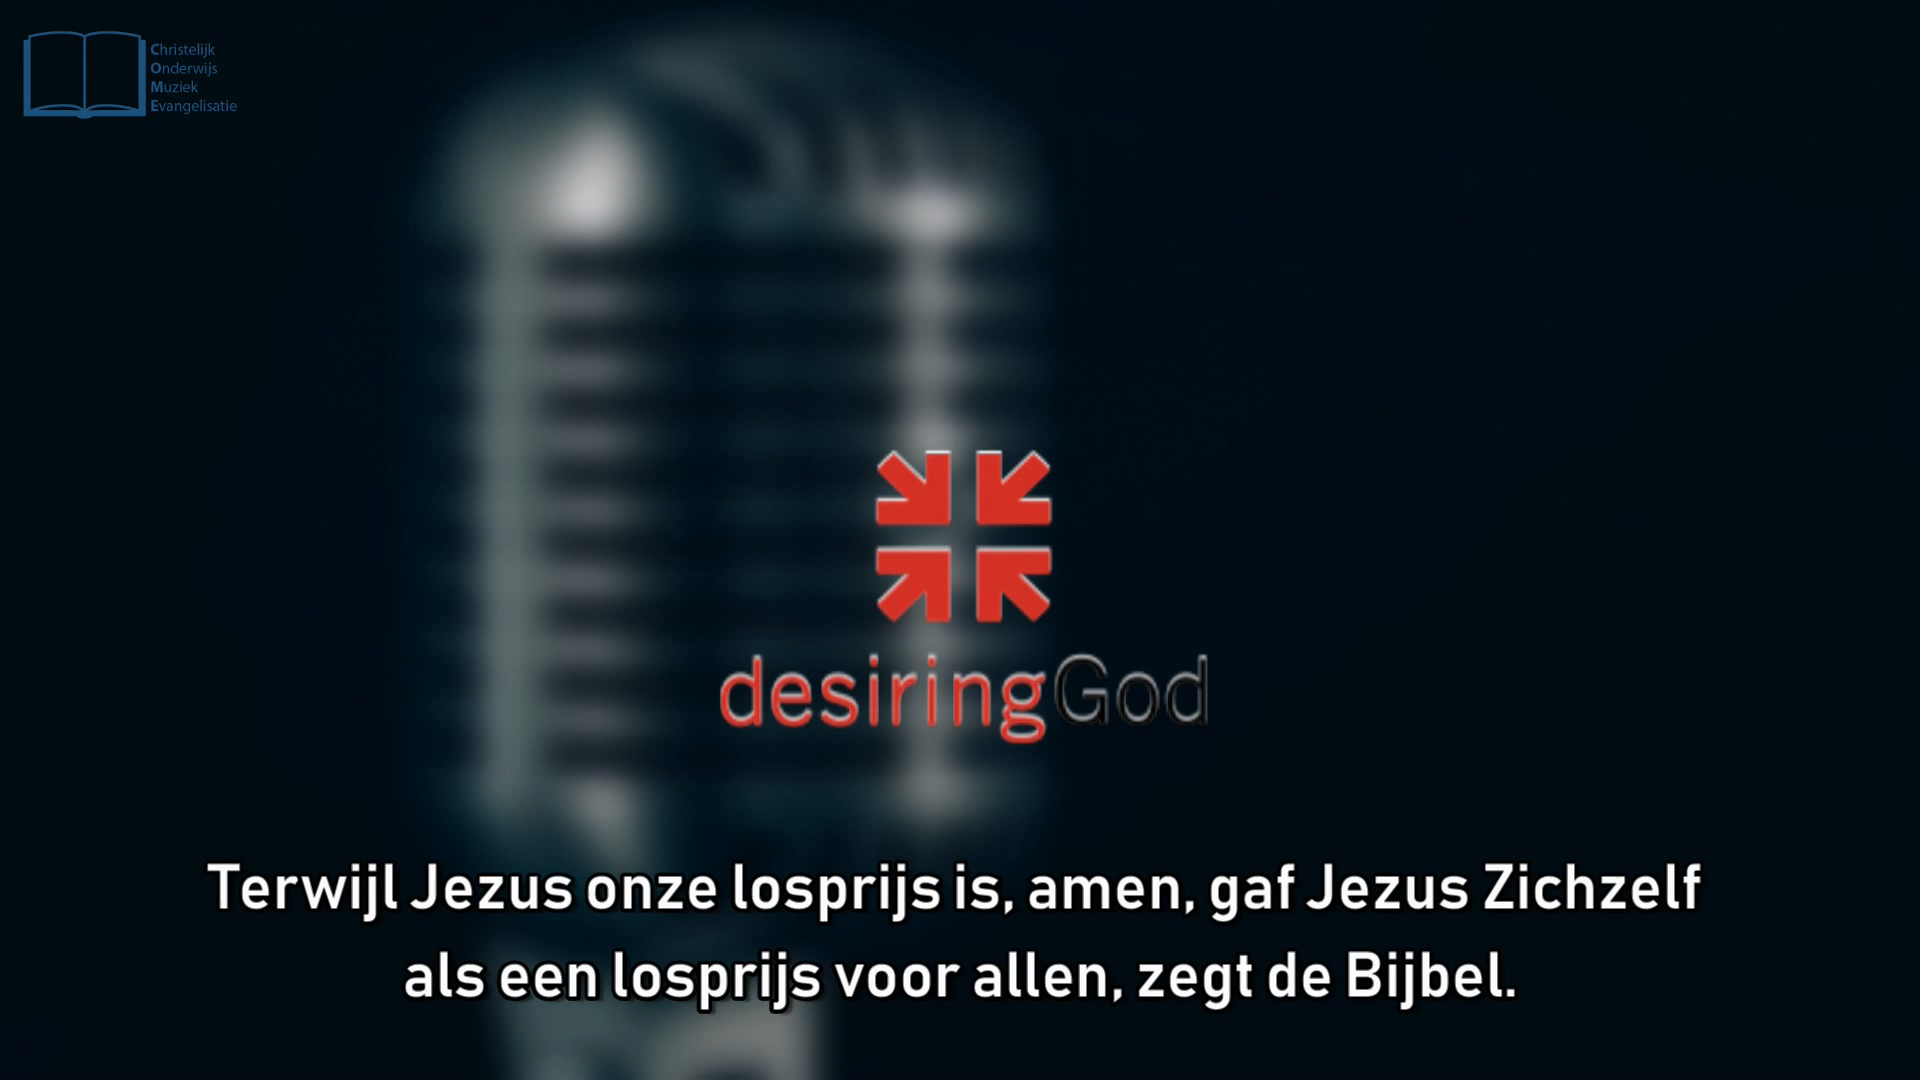 Christelijk
Onderwijs
Muziek
Evangelisatie
desiringGod
Terwijl Jezus onze losprijs is, amen, gaf Jezus Zichzelf
als een losprijs voor allen, zegt de Bijbel.